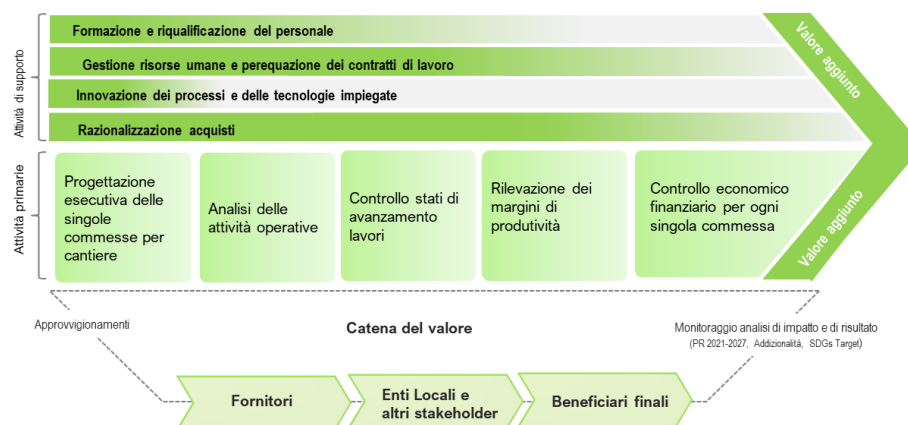 Attività di supporto
Formazione e riqualificazione del personale
Gestione risorse umane e perequazione dei contratti di lavoro
Innovazione dei processi e delle tecnologie impiegate
Razionalizzazione acquisti
Valore aggiunto
Attività primarie
Progettazione
esecutiva delle
singole
commesse per
cantiere
Analisi delle
attività operative
Controllo stati di
avanzamento
lavori
Rilevazione dei
margini di
produtività
Controllo economico
finanziario per ogni
singola commessa
Valore aggiunto
Approvvigionamenti
Catena del valore
Monitoraggio analisi di impatto e di risultato
(PR 2021-2027, Addizionalità, SDGs Target)
Fornitori
Enti Locali e
altri stakeholder
Beneficiari finali